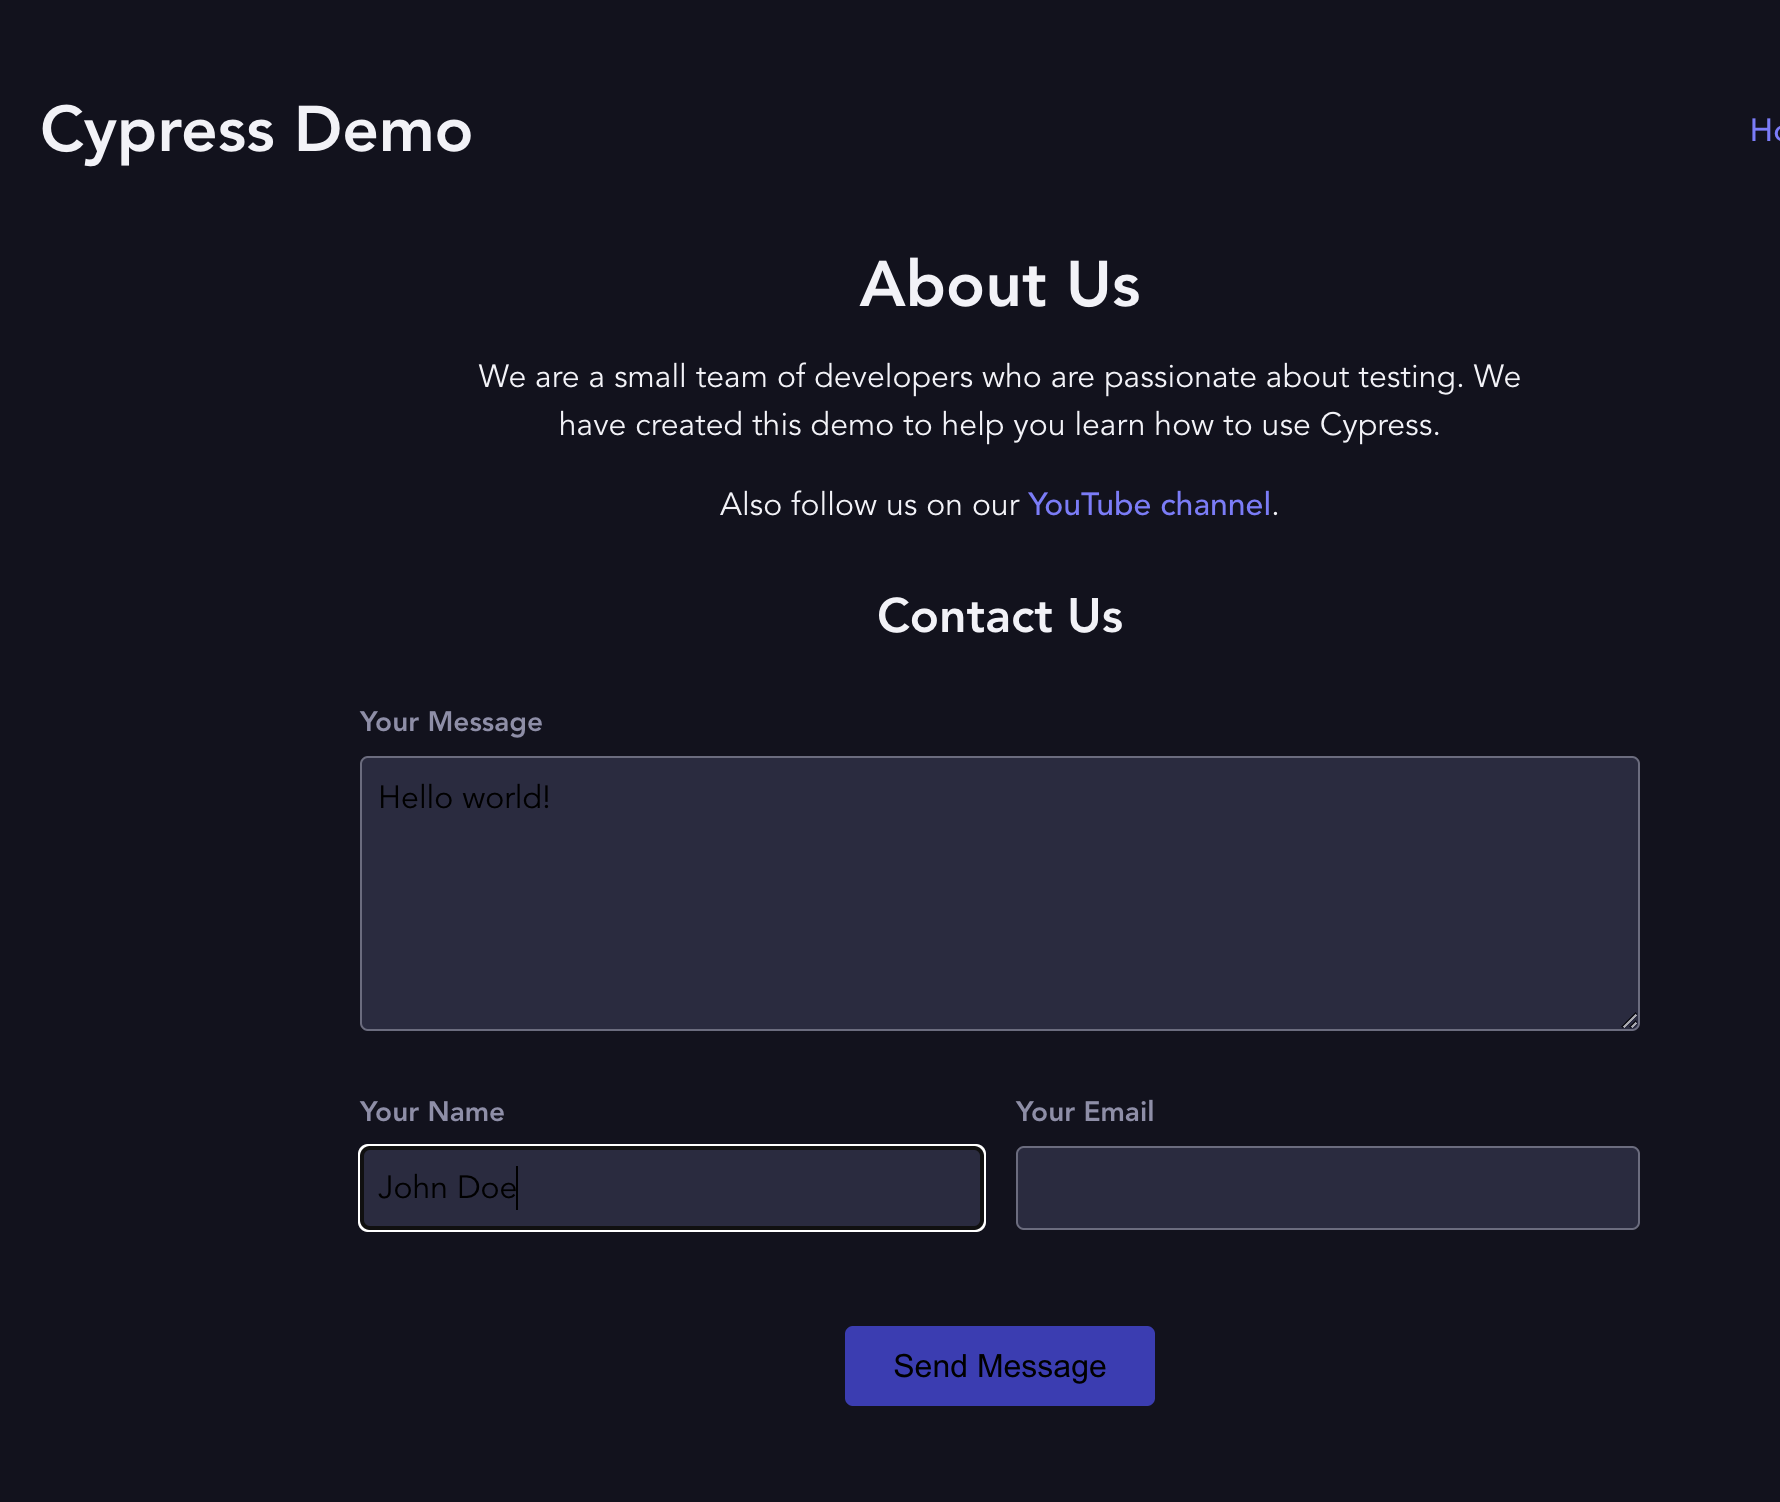 Cypress Demo
About Us
We are a small team of developers who are passionate about testing. We
have created this demo to help you learn how to use Cypress.
Also follow us on our YouTube channel.
Contact Us
Your Message
Hello world!
Your Name
Your Email
John Doe
Send Message